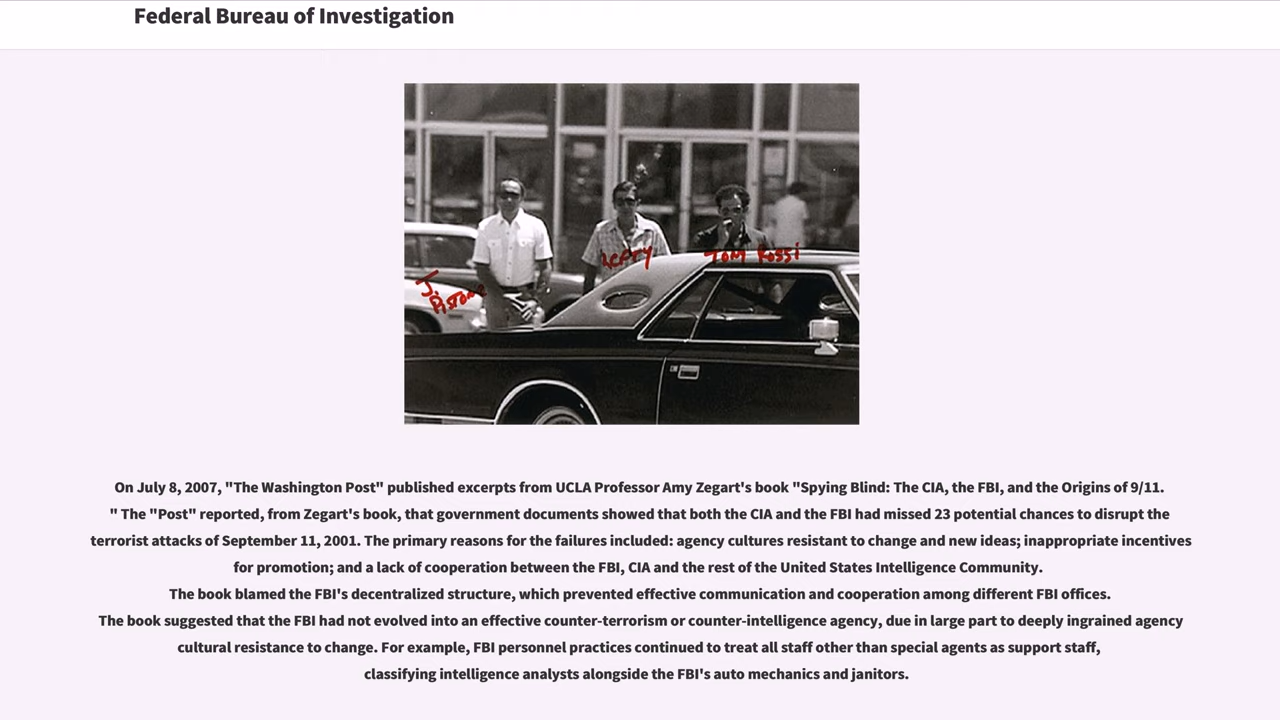 Federal Bureau of Investigation
J.
Pistone
Lefty
Tom Rossi
On July 8, 2007, "The Washington Post" published excerpts from UCLA Professor Amy Zegart's book "Spying Blind: The CIA, the FBI, and the Origins of 9/11.
" The "Post" reported, from Zegart's book, that government documents showed that both the CIA and the FBI had missed 23 potential chances to disrupt the
terrorist attacks of September 11, 2001. The primary reasons for the failures included: agency cultures resistant to change and new ideas; inappropriate incentives
for promotion; and a lack of cooperation between the FBI, CIA and the rest of the United States Intelligence Community.
The book blamed the FBI's decentralized structure, which prevented effective communication and cooperation among different FBI offices.
The book suggested that the FBI had not evolved into an effective counter-terrorism or counter-intelligence agency, due in large part to deeply ingrained agency
cultural resistance to change. For example, FBI personnel practices continued to treat all staff other than special agents as support staff,
classifying intelligence analysts alongside the FBI's auto mechanics and janitors.